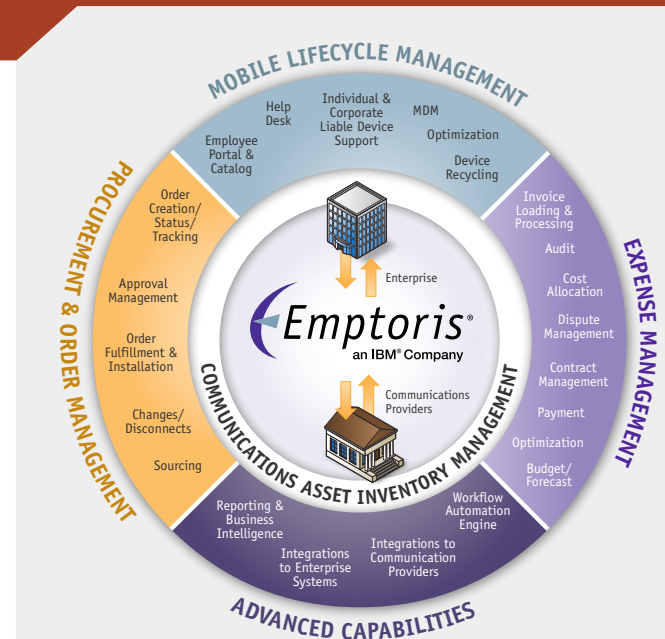 MOBILE LIFECYCLE MANAGEMENT
Employee
Portal &
Catalog
Help
Desk
Individual &
Corporate
Liable Device
Support
MDM
Optimization
Device
Recycling
EXPENSE MANAGEMENT
Invoice
Loading &
Processing
Audit
Cost
Allocation
Dispute
Management
Contract
Management
Payment
Optimization
Budget/
Forecast
ADVANCED CAPABILITIES
Reporting &
Business
Intelligence
Integrations
to Enterprise
Systems
Integrations to
Communication
Providers
Workflow
Automation
Engine
PROCUREMENT & ORDER MANAGEMENT
Order
Creation/
Status/
Tracking
Approval
Management
Order
Fulfillment &
Installation
Changes/
Disconnects
Sourcing
COMMUNICATIONS ASSET INVENTORY MANAGEMENT
Enterprise
Emptoris®
an IBM® Company
Communications
Providers